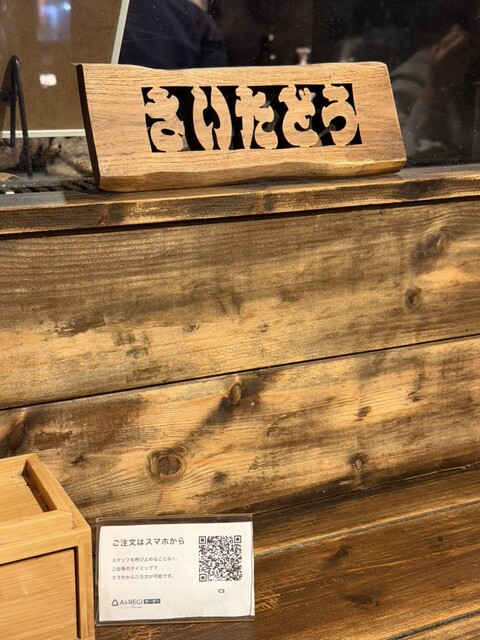 さいたどう
ご注文はスマホから
スタッフを呼び止めることなく、
ご自身のタイミングで
スマホからご注文が可能です。
C3
AirREGI オーダー